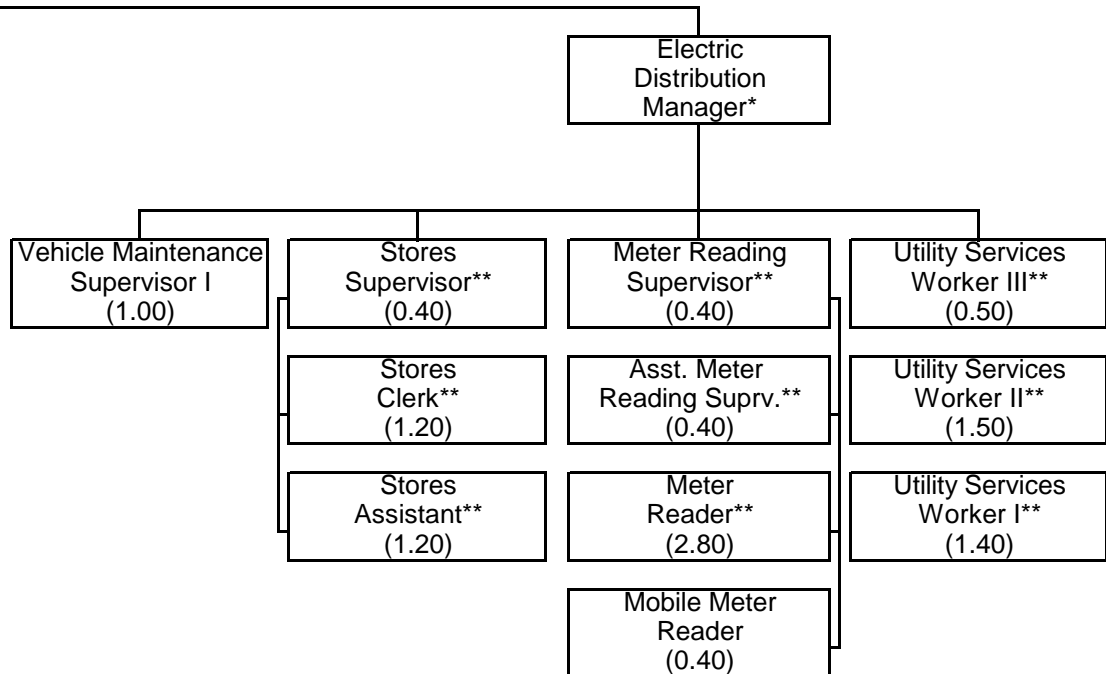 Electric
Distribution
Manager*
Vehicle Maintenance
Supervisor I
(1.00)
Stores
Supervisor**
(0.40)
Meter Reading
Supervisor**
(0.40)
Utility Services
Worker III**
(0.50)
Stores
Clerk**
(1.20)
Asst. Meter
Reading Suprv.**
(0.40)
Utility Services
Worker II**
(1.50)
Stores
Assistant**
(1.20)
Meter
Reader**
(2.80)
Utility Services
Worker I**
(1.40)
Mobile Meter
Reader
(0.40)